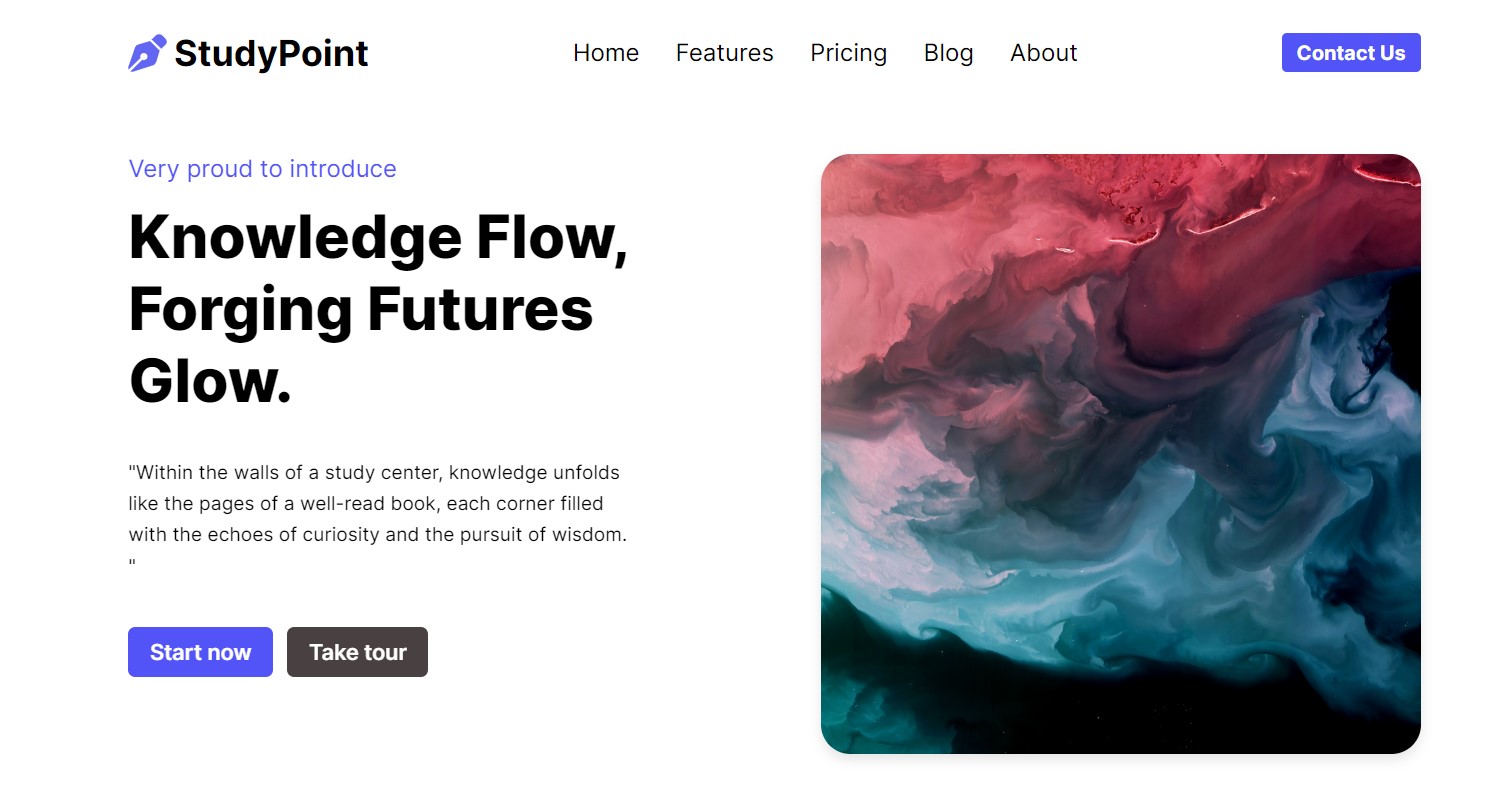 StudyPoint
Home Features Pricing Blog About
Contact Us
Very proud to introduce
Knowledge Flow,
Forging Futures
Glow.
"Within the walls of a study center, knowledge unfolds
like the pages of a well-read book, each corner filled
with the echoes of curiosity and the pursuit of wisdom.
"
Start now Take tour